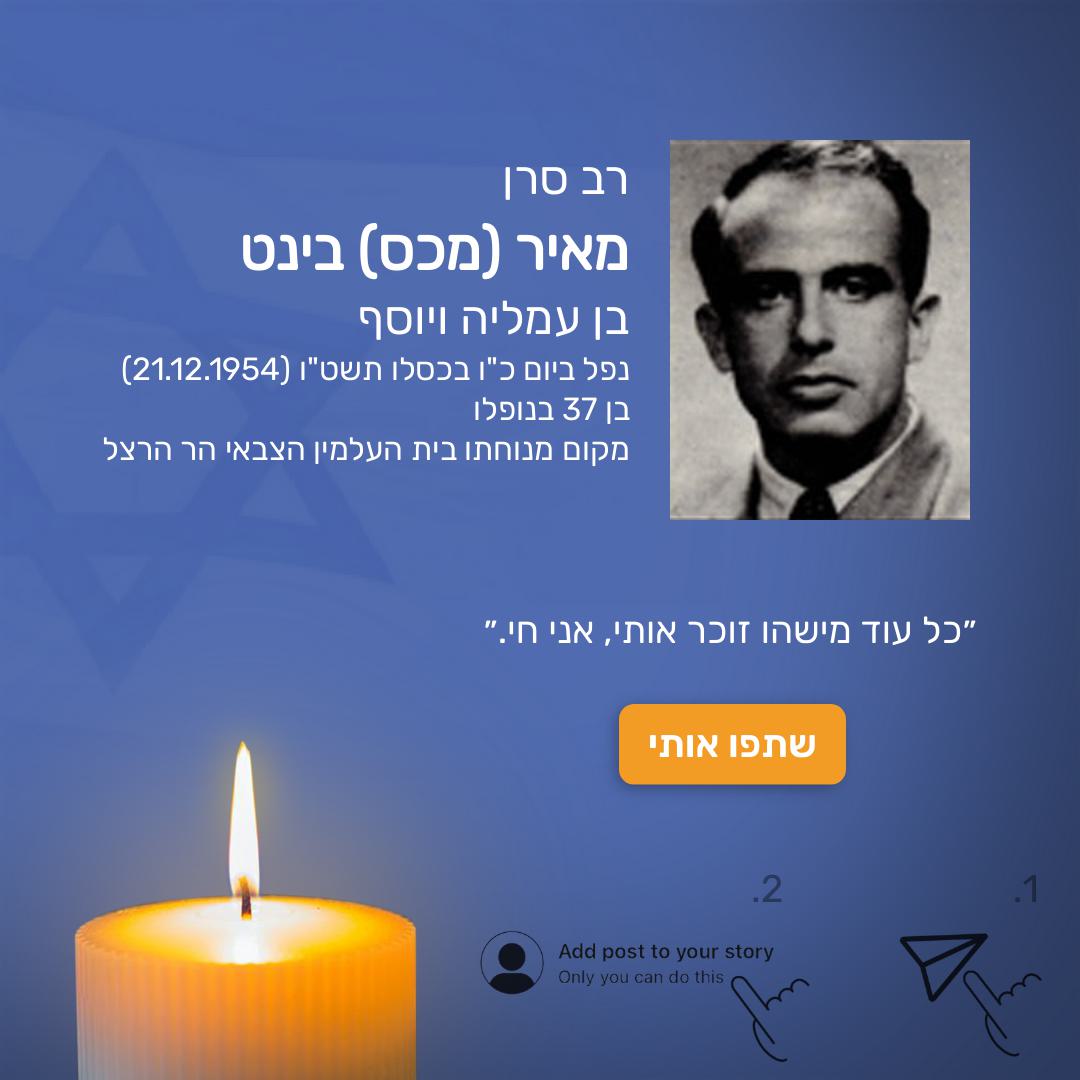 רב סרן
מאיר (מכס) בינט
בן עמליה ויוסף
נפל ביום כ"ו בכסלו תשט"ו (21.12.1954)
בן 37 בנופלו
מקום מנוחתו בית העלמין הצבאי הר הרצל
״כל עוד מישהו זוכר אותי, אני חי.״
שתפו אותי
.1
.2
Add post to your story
Only you can do this